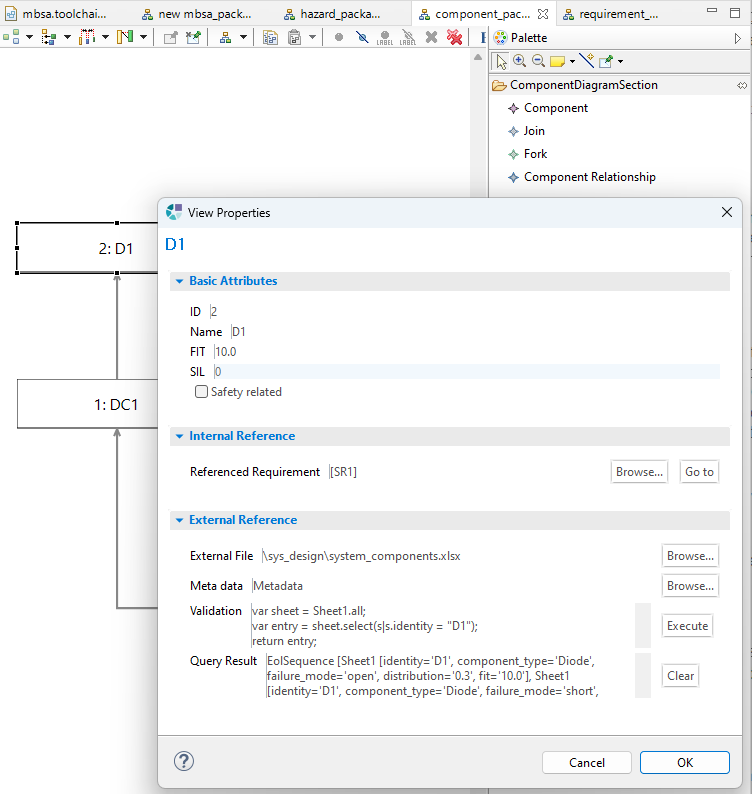 mbsa.toolchai...
new mbsa_pack...
hazard_packa...
component_pac...
requirement_...
LABEL
LABEL
Palette
ComponentDiagramSection
Component
Join
Fork
Component Relationship
2: D1
1: DC1
View Properties
D1
Basic Attributes
ID 2
Name D1
FIT 10.0
SIL 0
Safety related
Internal Reference
Referenced Requirement [SR1] Browse... Go to
External Reference
External File \sys_design\system_components.xlsx Browse...
Meta data Metadata Browse...
Validation var sheet = Sheet1.all;
var entry = sheet.select(s|s.identity = "D1");
return entry;
Execute
Query Result EolSequence [Sheet1 [identity='D1', component_type='Diode',
failure_mode='open', distribution='0.3', fit='10.0'], Sheet1
[identity='D1', component_type='Diode', failure_mode='short',
Clear
Cancel OK